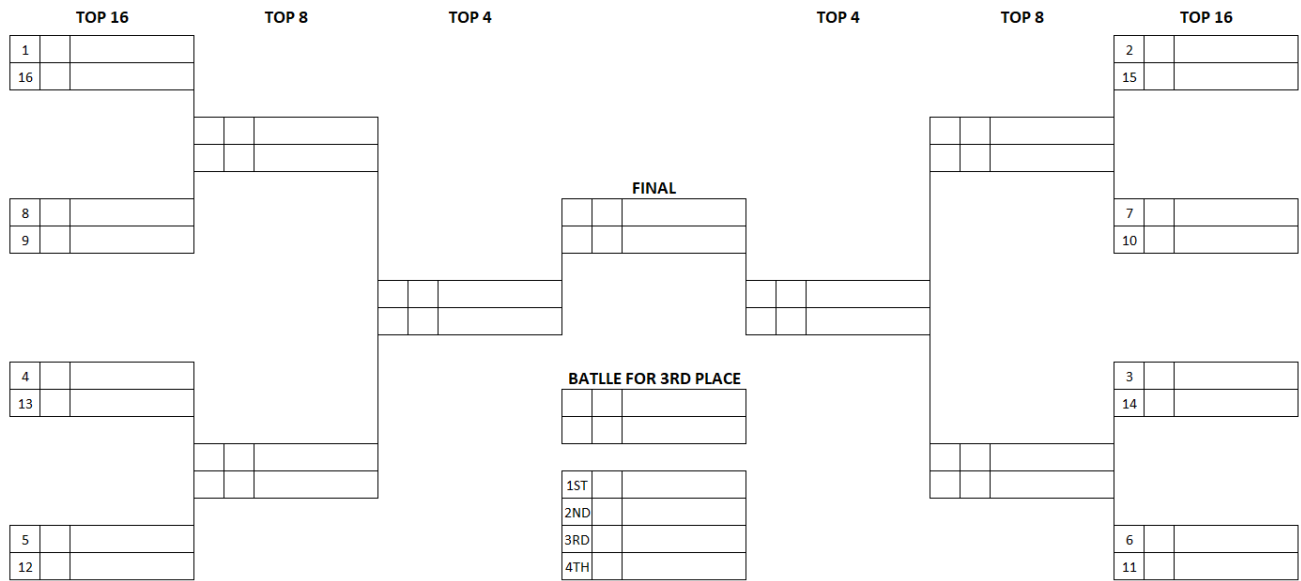 TOP 16 TOP 8 TOP 4 TOP 4 TOP 8 TOP 16
1 2
16 15
FINAL
8 7
9 10
4 3
BATLLE FOR 3RD PLACE
13 14
1ST
2ND
5 3RD 6
12 4TH 11